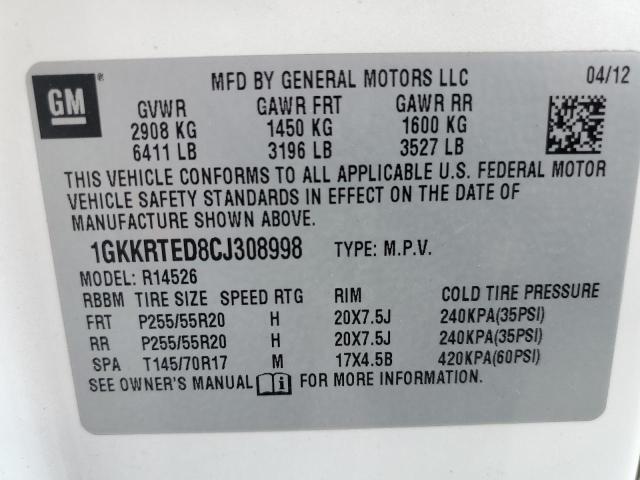 GM ® MFD BY GENERAL MOTORS LLC 04/12
GVWR GAWR FRT GAWR RR
2908 KG 1450 KG 1600 KG
6411 LB 3196 LB 3527 LB
THIS VEHICLE CONFORMS TO ALL APPLICABLE U.S. FEDERAL MOTOR
VEHICLE SAFETY STANDARDS IN EFFECT ON THE DATE OF
MANUFACTURE SHOWN ABOVE.
1GKKRTED8CJ308998 TYPE: M.P.V.
MODEL: R14526
RBBM TIRE SIZE SPEED RTG RIM COLD TIRE PRESSURE
FRT P255/55R20 H 20X7.5J 240KPA(35PSI)
RR P255/55R20 H 20X7.5J 240KPA(35PSI)
SPA T145/70R17 M 17X4.5B 420KPA(60PSI)
SEE OWNER'S MANUAL i FOR MORE INFORMATION.